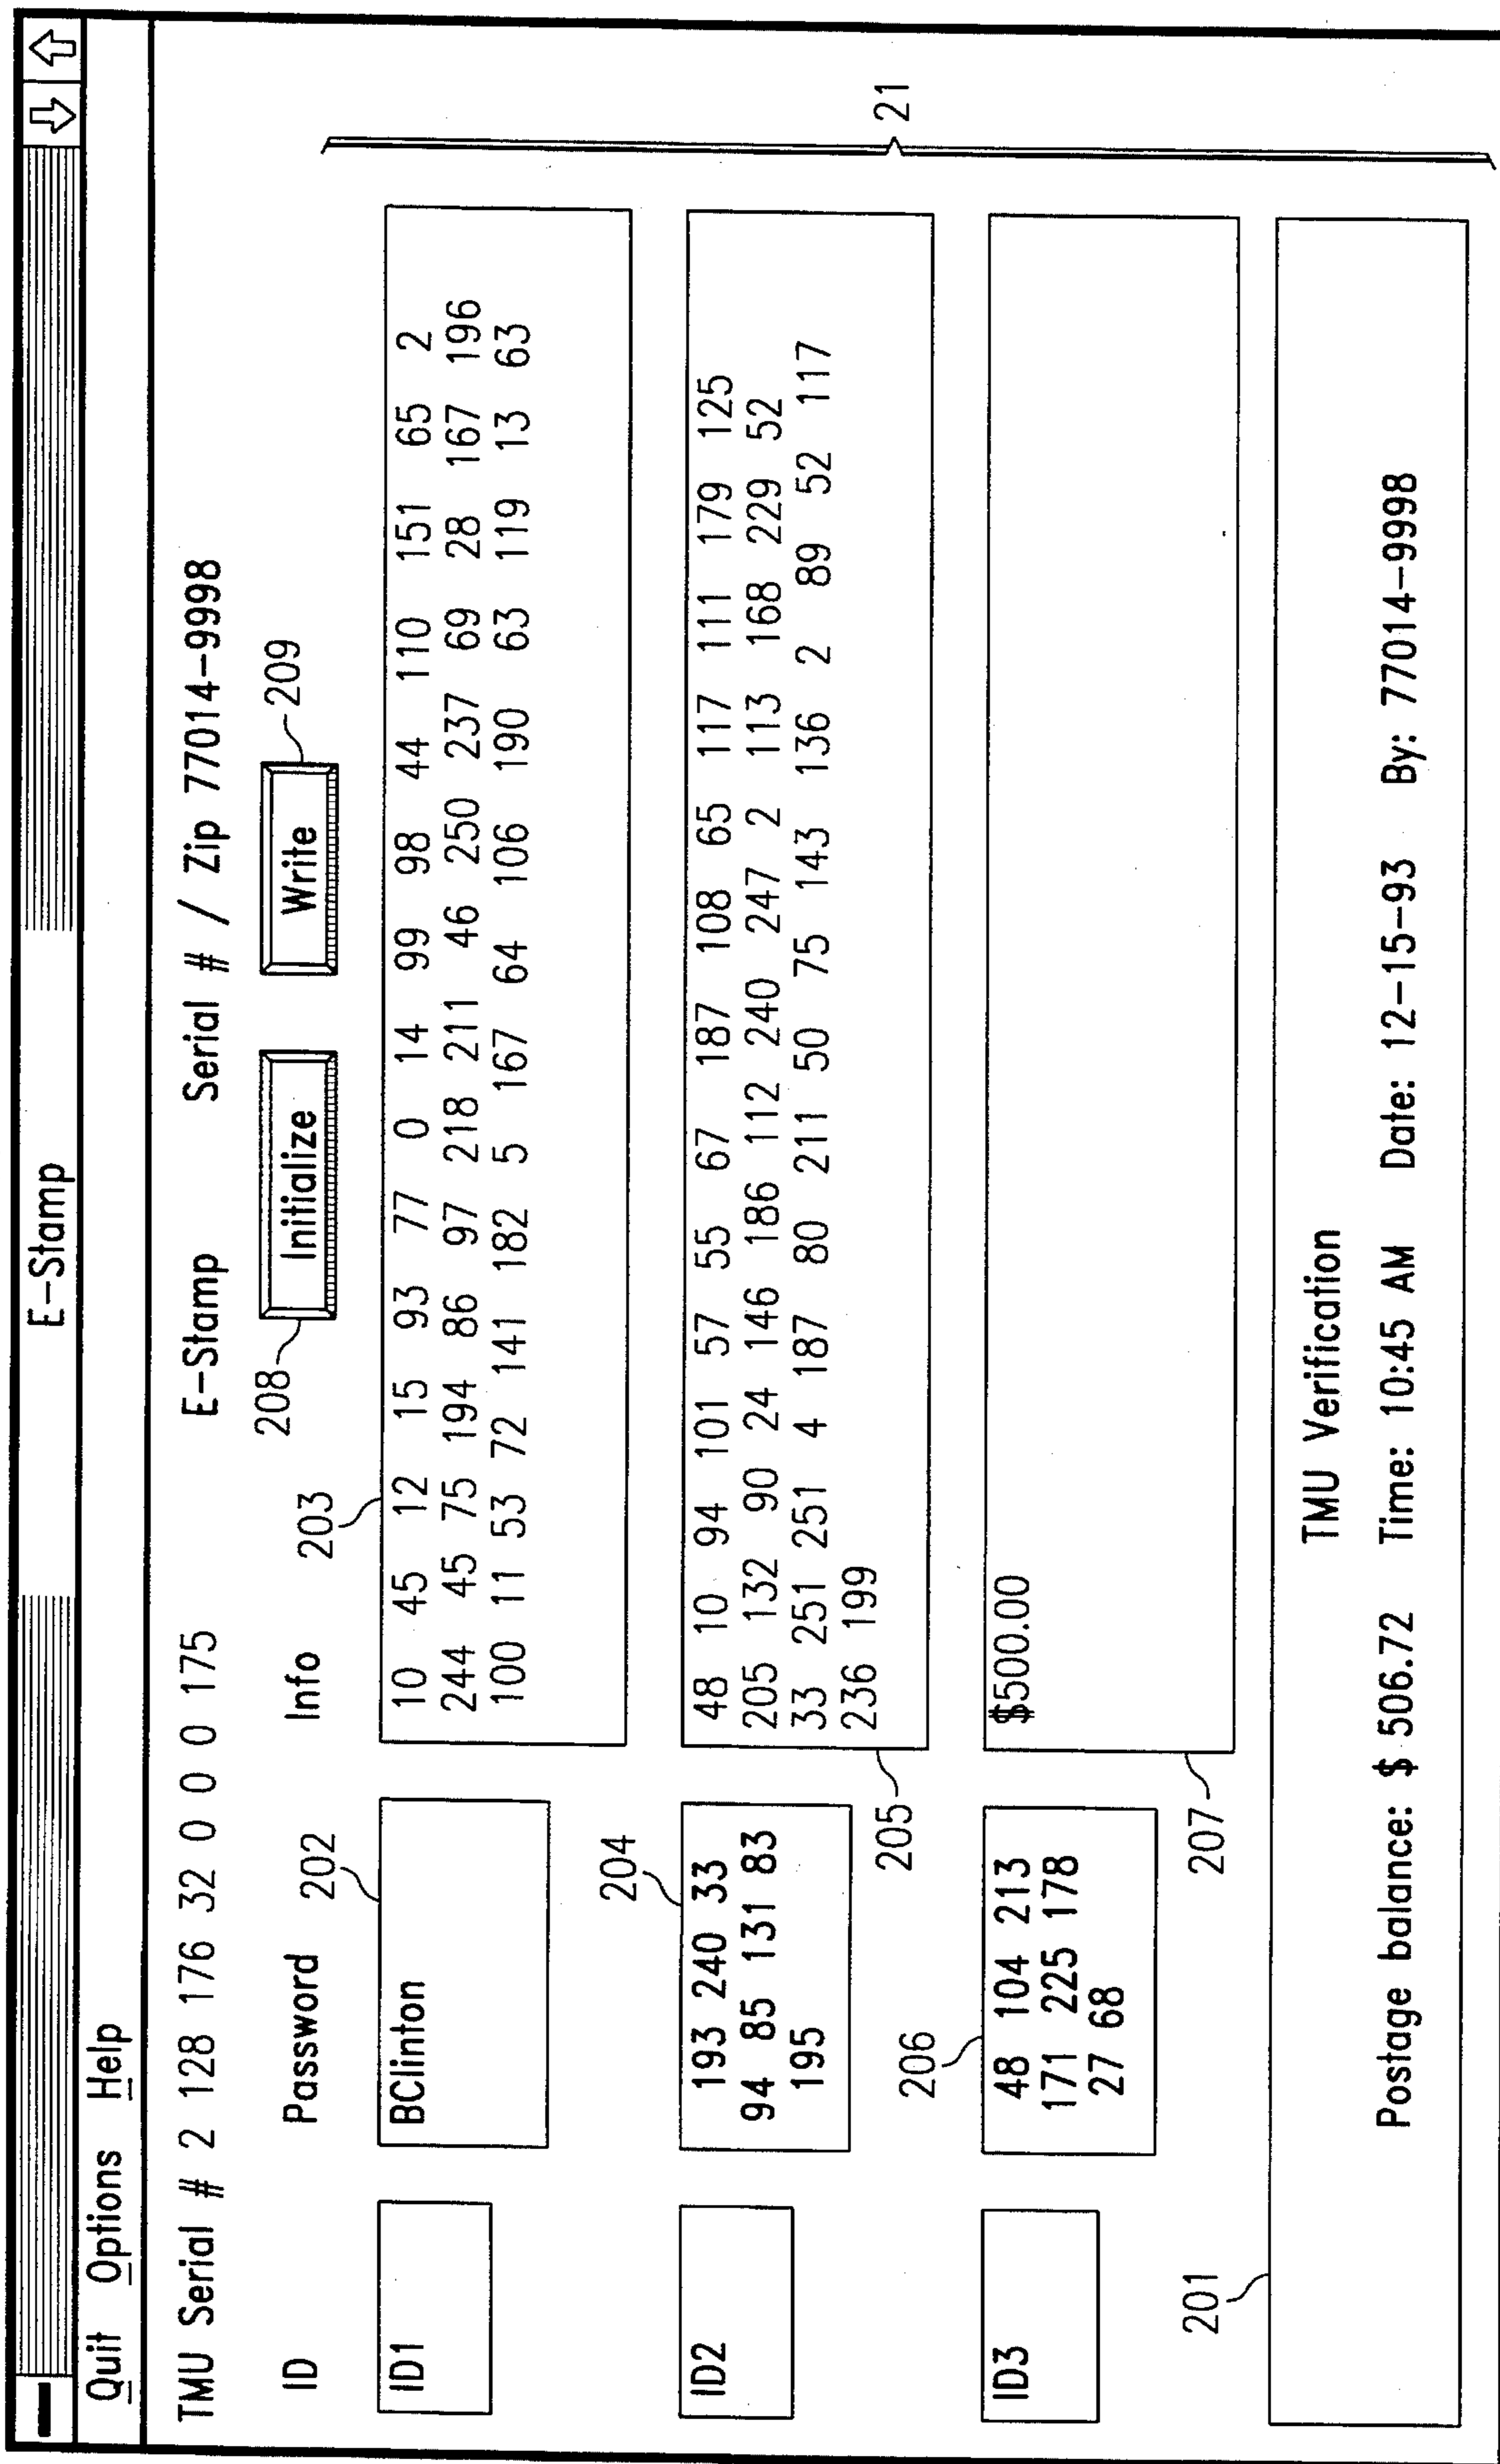 E-Stamp
Quit Options Help
TMU Serial # 2 128 176 32 0 0 0 175 E-Stamp Serial # / Zip 77014-9998
208 Initialize Write 209
ID Password 202 Info 203
ID1 BClinton
10 45 12 15 93 77 0 14 99 98 44 110 151 65 2
244 45 75 194 86 97 218 211 46 250 237 69 28 167 196
100 11 53 72 141 182 5 167 64 106 190 63 119 13 63
204
ID2
193 240 33
94 85 131 83
195
48 10 94 101 57 55 67 187 108 65 117 111 179 125
205 132 90 24 146 186 112 240 247 2 113 168 229 52
33 251 251 4 187 80 211 50 75 143 136 2 89 52 117
236 199
205
21
206
ID3
48 104 213
171 225 178
27 68
$500.00
207
201
TMU Verification
Postage balance: $ 506.72 Time: 10:45 AM Date: 12-15-93 By: 77014-9998